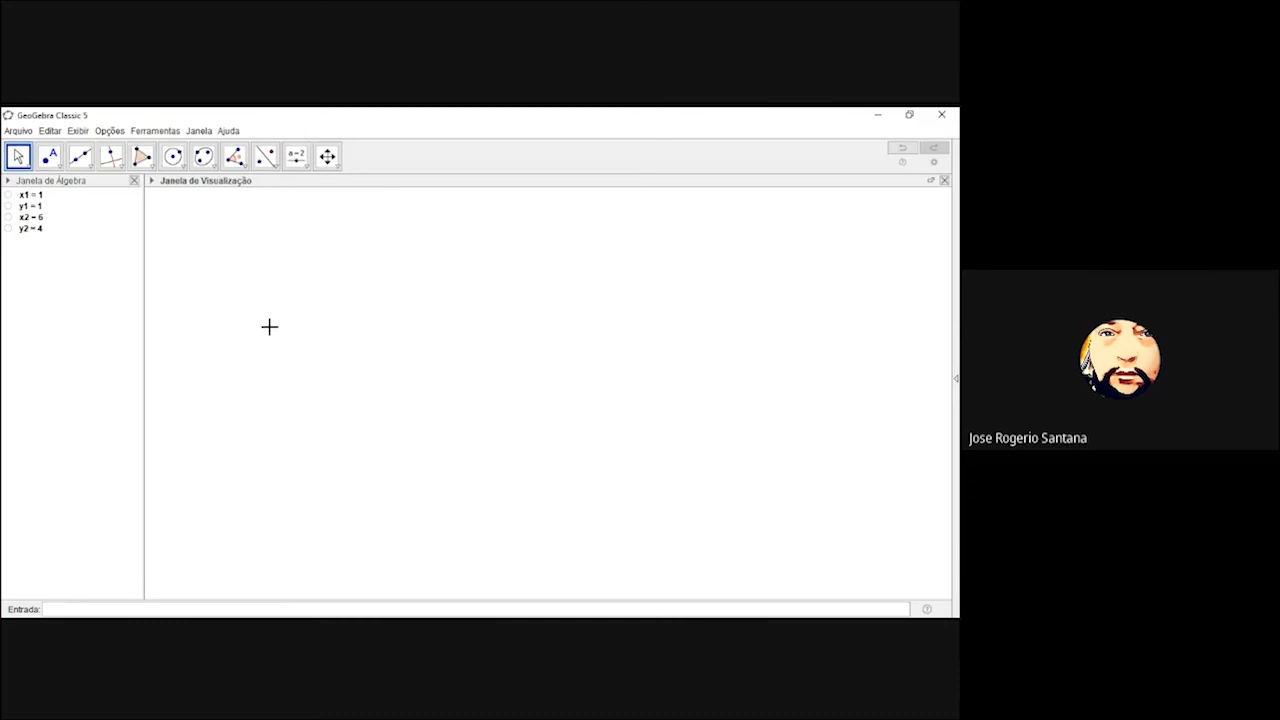 GeoGebra Classic 5
Arquivo Editar Exibir Opções Ferramentas Janela Ajuda
A
a=2
Janela de Álgebra
Janela de Visualização
x1 = 1
y1 = 1
x2 = 6
y2 = 4
Jose Rogerio Santana
Entrada: